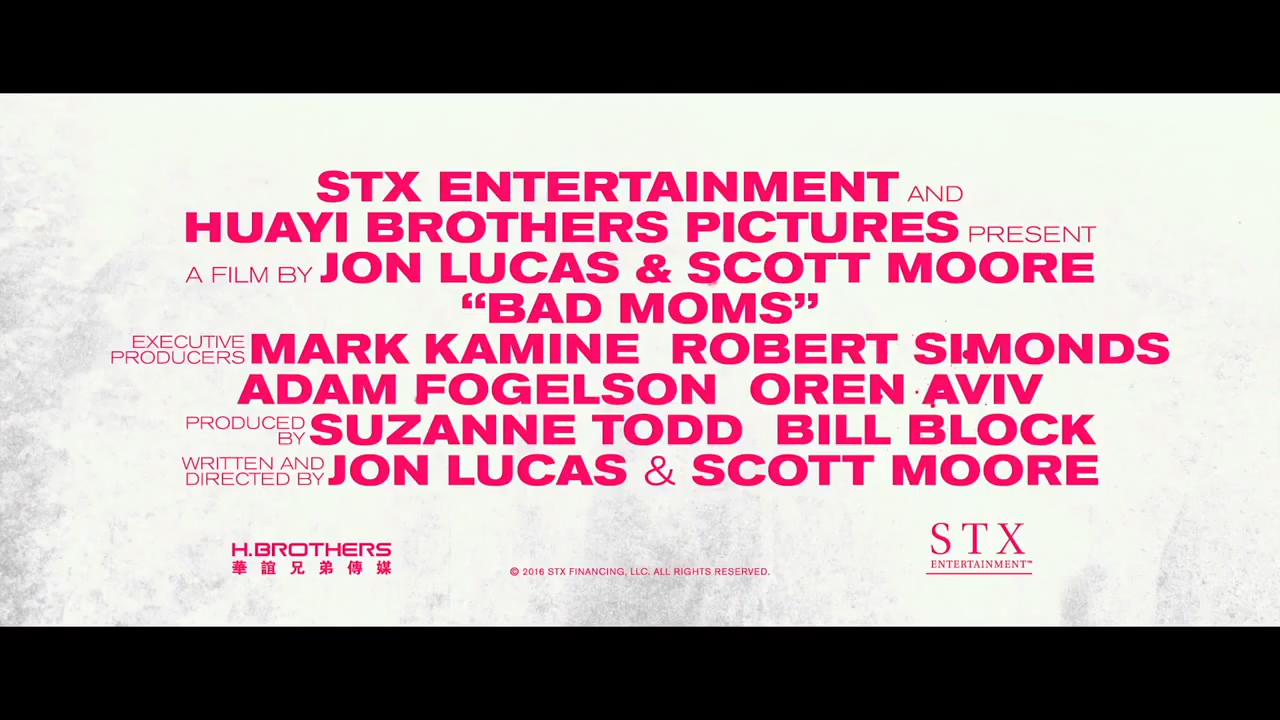 STX ENTERTAINMENT AND
HUAYI BROTHERS PICTURES PRESENT
A FILM BY JON LUCAS & SCOTT MOORE
“BAD MOMS”
EXECUTIVE PRODUCERS MARK KAMINE ROBERT SIMONDS
ADAM FOGELSON OREN AVIV
PRODUCED BY SUZANNE TODD BILL BLOCK
WRITTEN AND DIRECTED BY JON LUCAS & SCOTT MOORE
H.BROTHERS
華誼兄弟傳媒
© 2016 STX FINANCING, LLC. ALL RIGHTS RESERVED.
STX
ENTERTAINMENT™